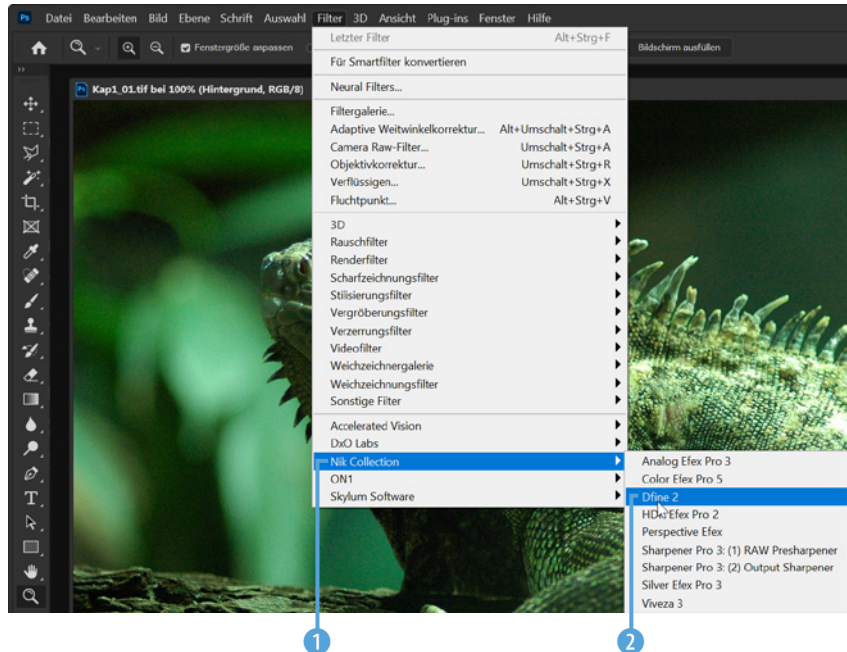 Ps Datei Bearbeiten Bild Ebene Schrift Auswahl Filter 3D Ansicht Plug-ins Fenster Hilfe
Fenstergröße anpassen
Bildschirm ausfüllen
Ps Kap1_01.tif bei 100% (Hintergrund, RGB/8)
Letzter Filter Alt+Strg+F
Für Smartfilter konvertieren
Neural Filters...
Filtergalerie...
Adaptive Weitwinkelkorrektur... Alt+Umschalt+Strg+A
Camera Raw-Filter... Umschalt+Strg+A
Objektivkorrektur... Umschalt+Strg+R
Verflüssigen... Umschalt+Strg+X
Fluchtpunkt... Alt+Strg+V
3D
Rauschfilter
Renderfilter
Scharfzeichnungsfilter
Stilisierungsfilter
Vergröberungsfilter
Verzerrungsfilter
Videofilter
Weichzeichnergalerie
Weichzeichnungsfilter
Sonstige Filter
Accelerated Vision
DxO Labs
Nik Collection
ON1
Skylum Software
Analog Efex Pro 3
Color Efex Pro 5
Dfine 2
HDR Efex Pro 2
Perspective Efex
Sharpener Pro 3: (1) RAW Presharpener
Sharpener Pro 3: (2) Output Sharpener
Silver Efex Pro 3
Viveza 3
1 2